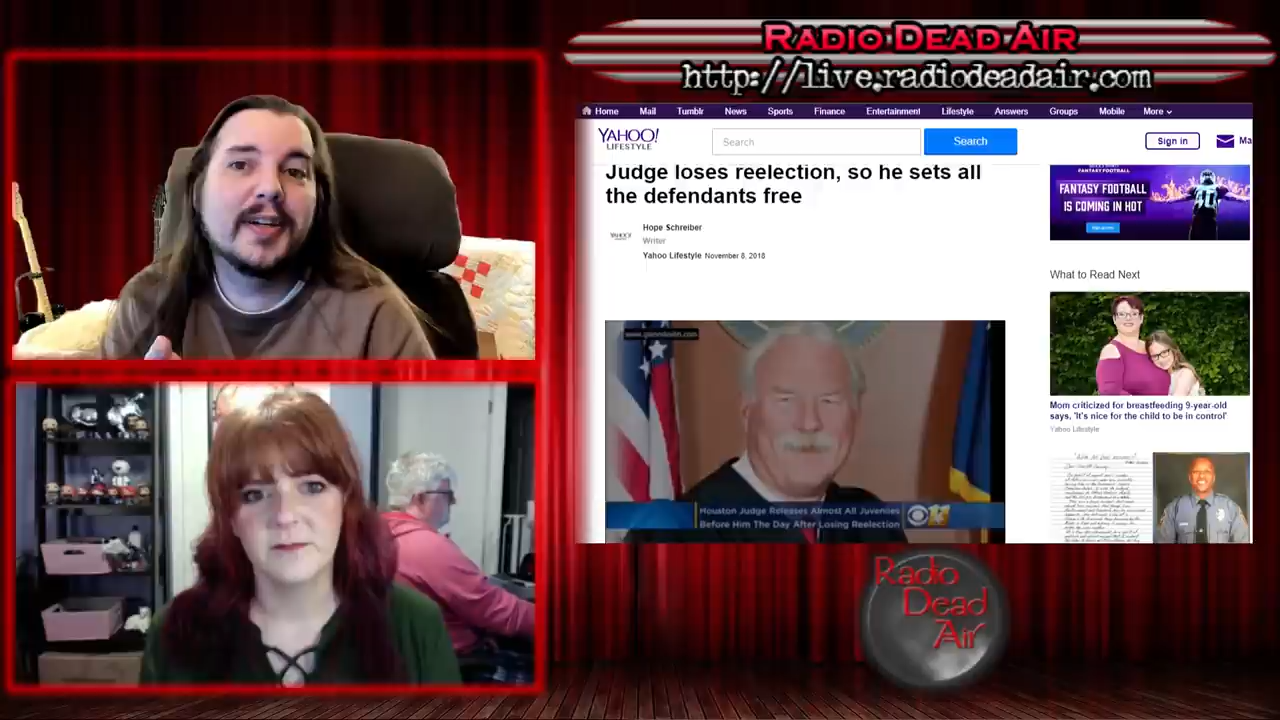 Radio Dead Air
http://live.radiodeadair.com
Home Mail Tumblr News Sports Finance Entertainment Lifestyle Answers Groups Mobile More
YAHOO!
LIFESTYLE
Search
Search
Sign in
Ma
Judge loses reelection, so he sets all
the defendants free
YAHOO!
Hope Schreiber
Writer
Yahoo Lifestyle November 8, 2018
FANTASY FOOTBALL
FANTASY FOOTBALL
IS COMING IN HOT
What to Read Next
Houston Judge Releases Almost All Juveniles
Before Him The Day After Losing Reelection
Mom criticized for breastfeeding 9-year-old
says, 'It's nice for the child to be in control'
Yahoo Lifestyle
Radio
Dead
Air